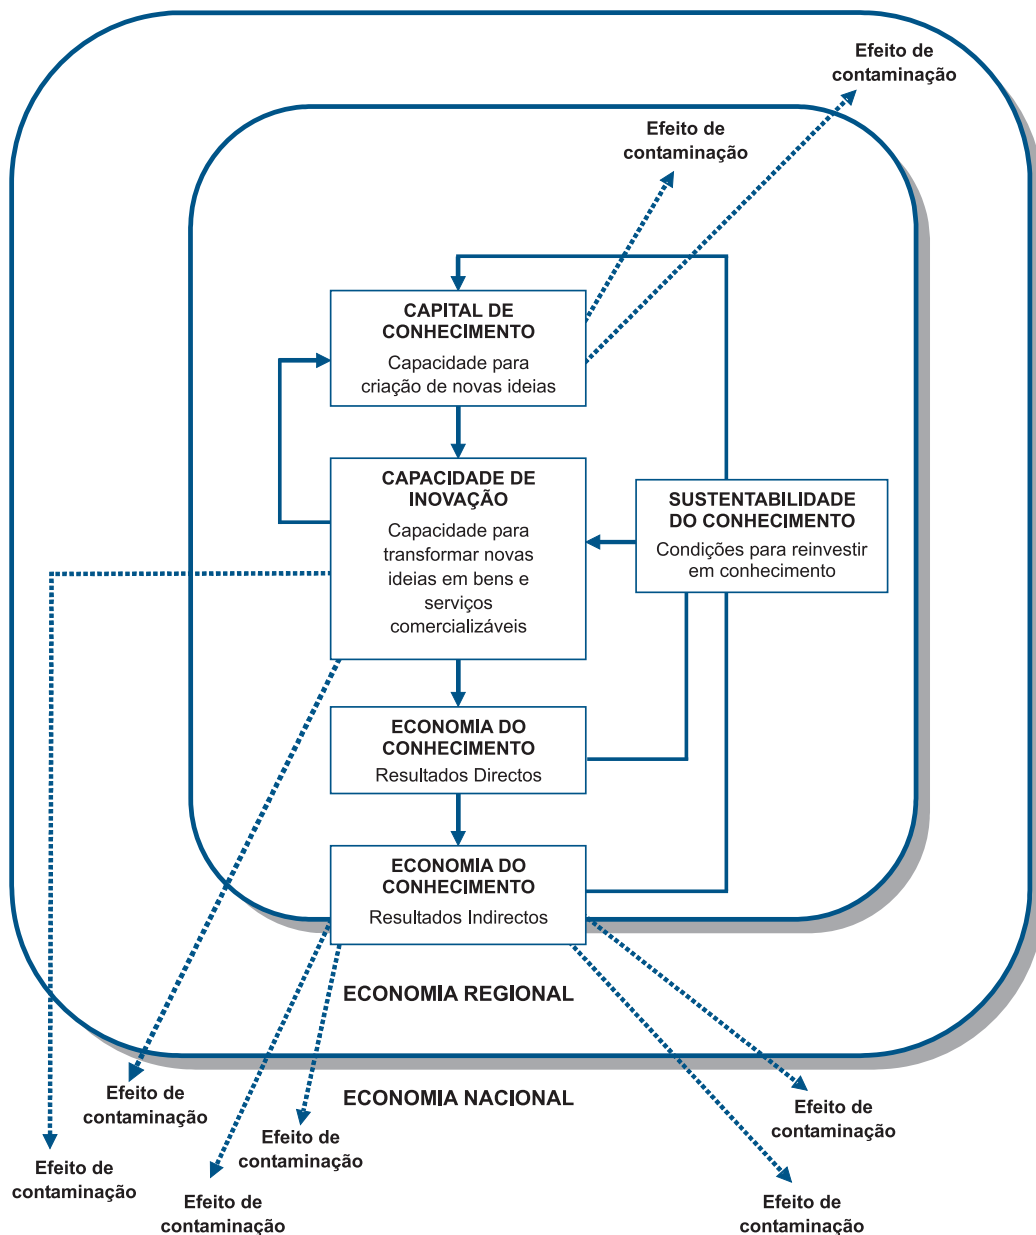 Efeito de
contaminação
Efeito de
contaminação
CAPITAL DE
CONHECIMENTO
Capacidade para
criação de novas ideias
CAPACIDADE DE
INOVAÇÃO
Capacidade para
transformar novas
ideias em bens e
serviços
comercializáveis
SUSTENTABILIDADE
DO CONHECIMENTO
Condições para reinvestir
em conhecimento
ECONOMIA DO
CONHECIMENTO
Resultados Directos
ECONOMIA DO
CONHECIMENTO
Resultados Indirectos
ECONOMIA REGIONAL
ECONOMIA NACIONAL
Efeito de
contaminação
Efeito de
contaminação
Efeito de
contaminação
Efeito de
contaminação
Efeito de
contaminação
Efeito de
contaminação